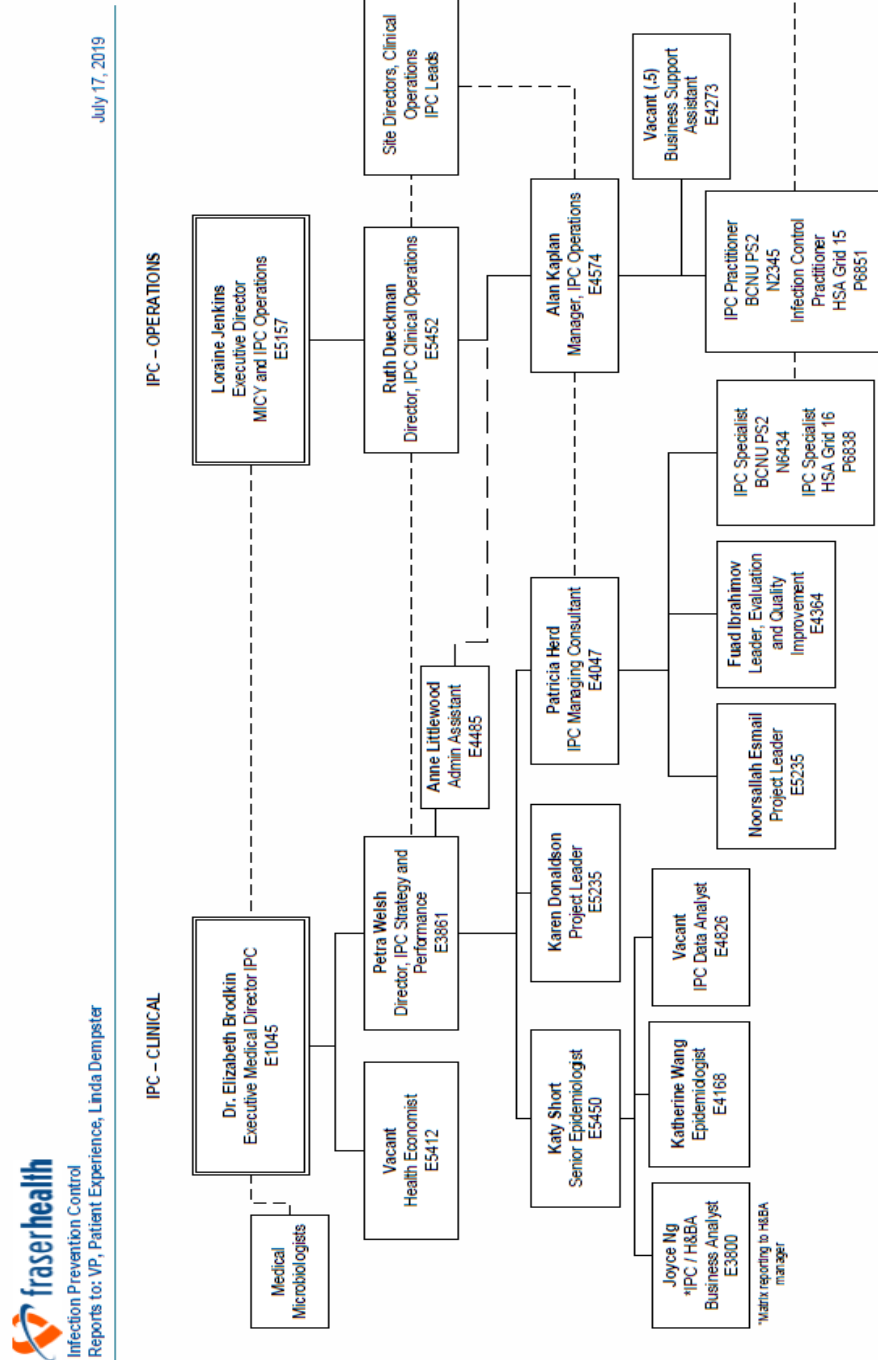 fraserhealth
Infection Prevention Control
Reports to: VP, Patient Experience, Linda Dempster
July 17, 2019
IPC – CLINICAL
IPC – OPERATIONS
Dr. Elizabeth Brodkin
Executive Medical Director IPC
E1045
Loraine Jenkins
Executive Director
MICY and IPC Operations
E5157
Medical
Microbiologists
Vacant
Health Economist
E5412
Petra Welsh
Director, IPC Strategy and
Performance
E3861
Ruth Dueckman
Director, IPC Clinical Operations
E5452
Site Directors, Clinical
Operations
IPC Leads
Anne Littlewood
Admin Assistant
E4485
Katy Short
Senior Epidemiologist
E5450
Karen Donaldson
Project Leader
E5235
Patricia Herd
IPC Managing Consultant
E4047
Alan Kaplan
Manager, IPC Operations
E4574
Vacant (.5)
Business Support
Assistant
E4273
Joyce Ng
*IPC / H&BA
Business Analyst
E3800
Katherine Wang
Epidemiologist
E4168
Vacant
IPC Data Analyst
E4826
Noorsallah Esmail
Project Leader
E5235
Fuad Ibrahimov
Leader, Evaluation
and Quality
Improvement
E4364
IPC Specialist
BCNU PS2
N6434
IPC Specialist
HSA Grid 16
P6838
IPC Practitioner
BCNU PS2
N2345
Infection Control
Practitioner
HSA Grid 15
P6851
*Matrix reporting to H&BA
manager